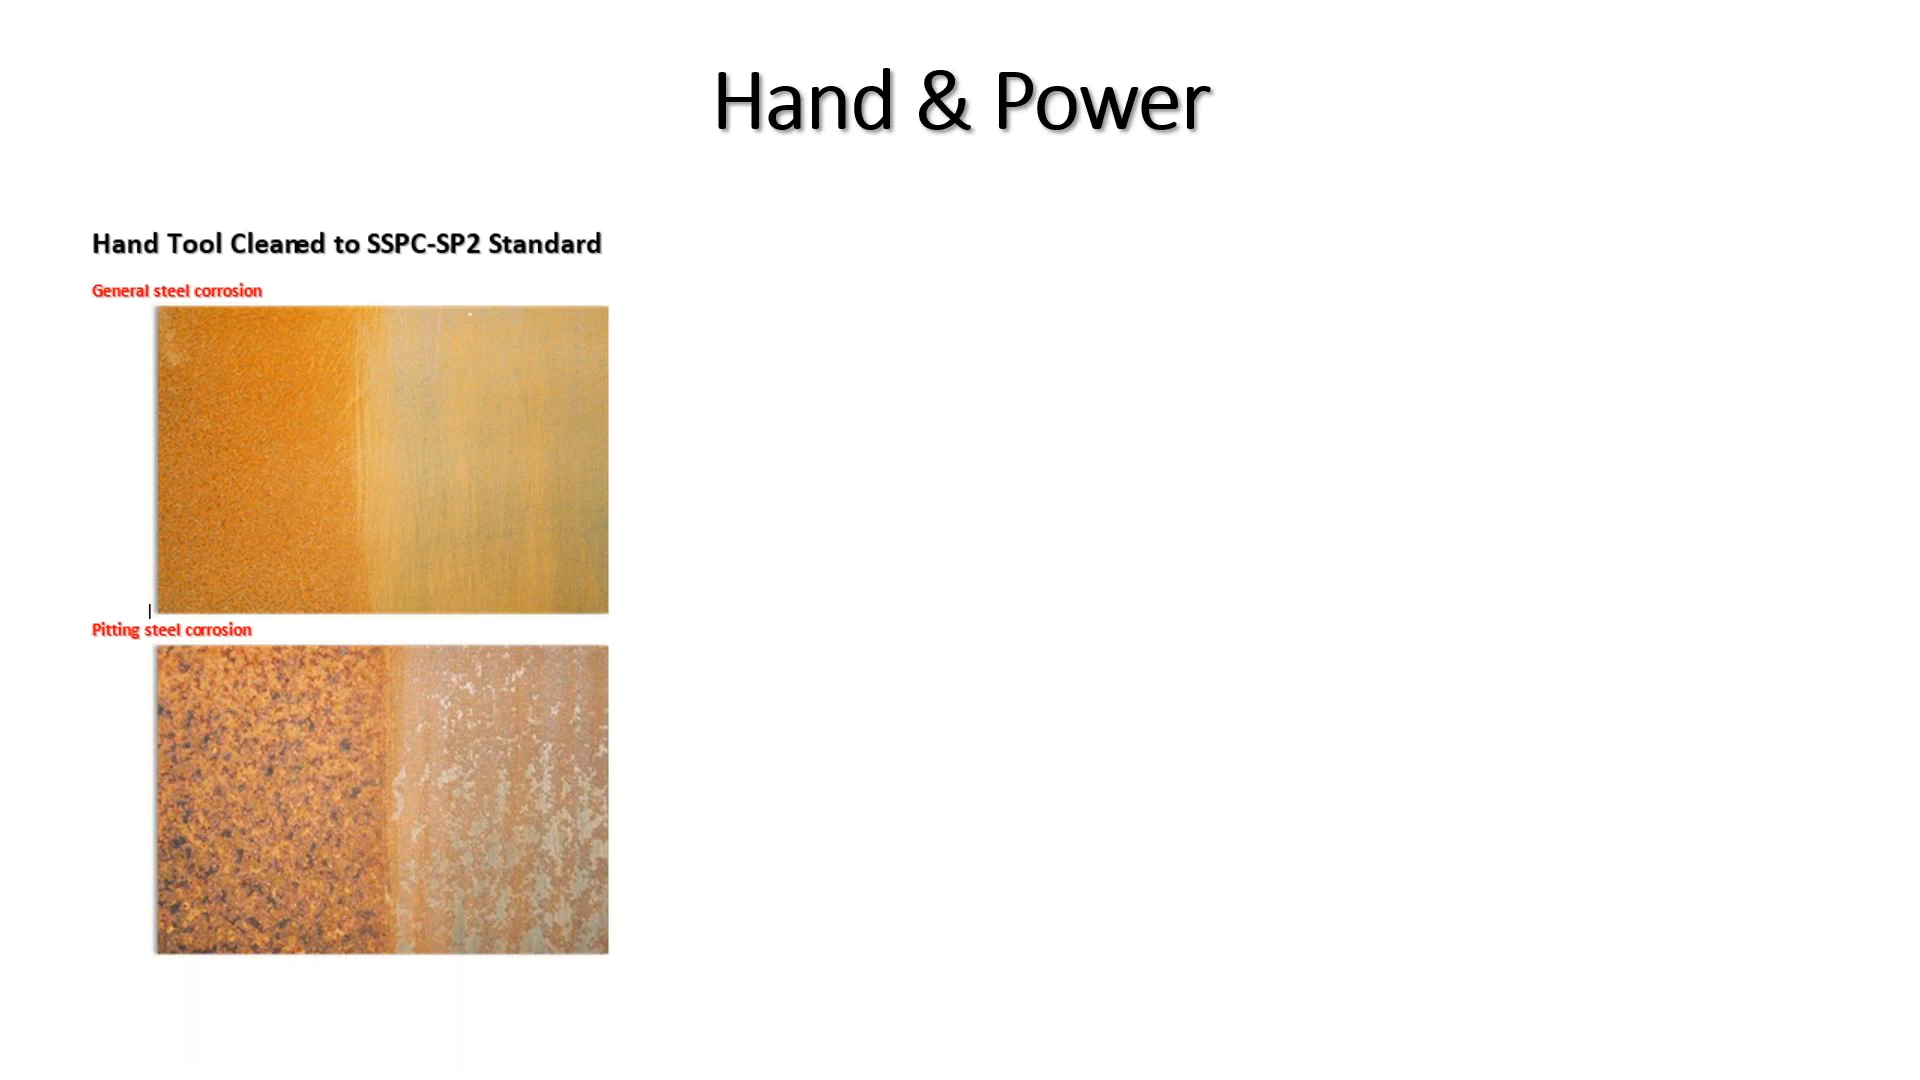 Hand & Power
Hand Tool Cleaned to SSPC-SP2 Standard
General steel corrosion
Pitting steel corrosion